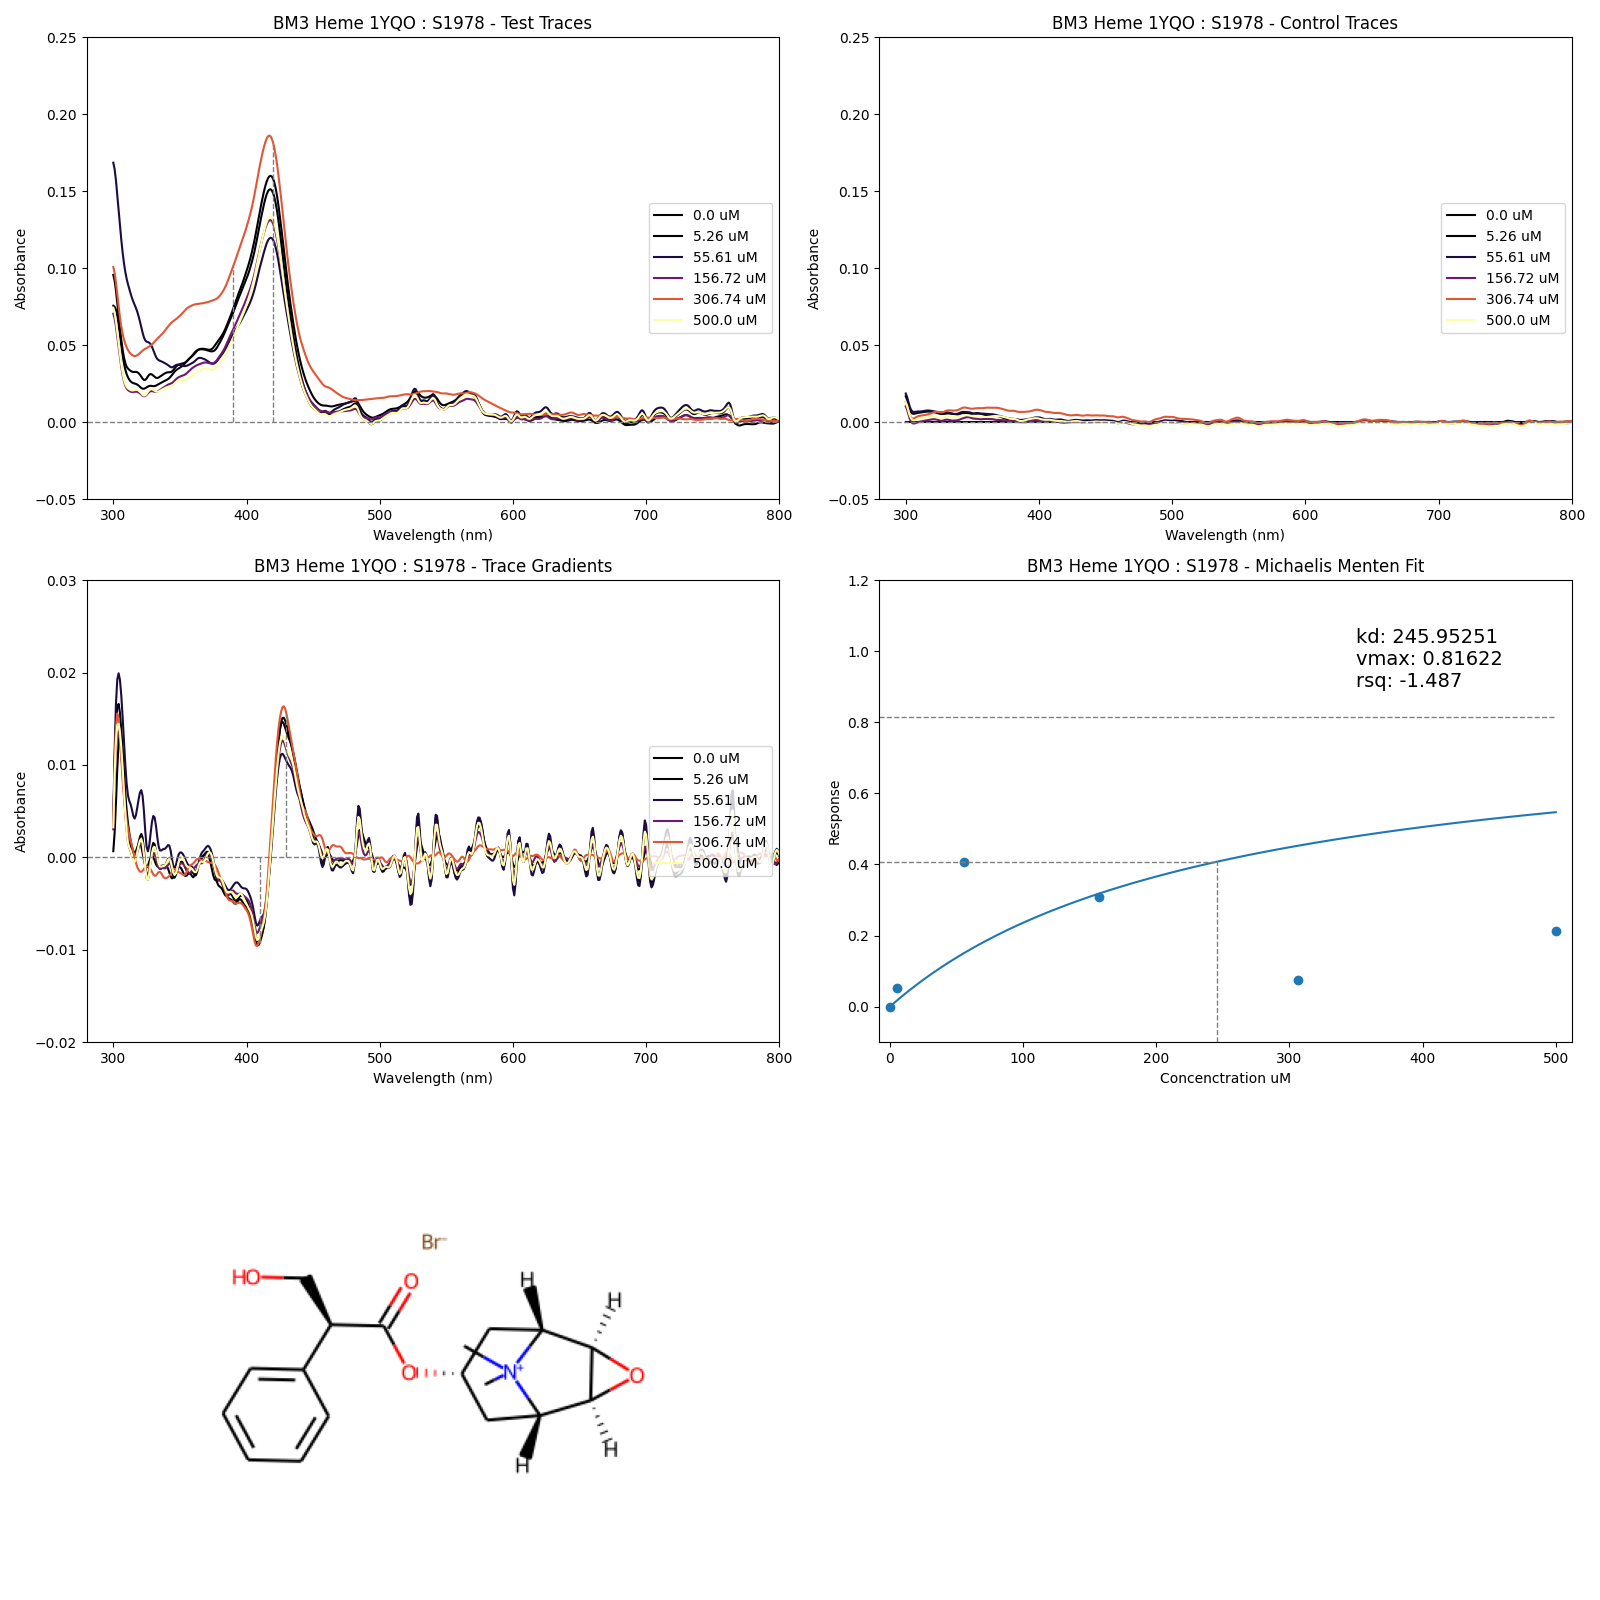 BM3 Heme 1YQO : S1978 - Test Traces
0.25
0.20
0.15
0.10
0.05
0.00
−0.05
Absorbance
300 400 500 600 700 800
Wavelength (nm)
0.0 uM
5.26 uM
55.61 uM
156.72 uM
306.74 uM
500.0 uM
BM3 Heme 1YQO : S1978 - Control Traces
0.25
0.20
0.15
0.10
0.05
0.00
−0.05
Absorbance
300 400 500 600 700 800
Wavelength (nm)
0.0 uM
5.26 uM
55.61 uM
156.72 uM
306.74 uM
500.0 uM
BM3 Heme 1YQO : S1978 - Trace Gradients
0.03
0.02
0.01
0.00
−0.01
−0.02
Absorbance
300 400 500 600 700 800
Wavelength (nm)
0.0 uM
5.26 uM
55.61 uM
156.72 uM
306.74 uM
500.0 uM
BM3 Heme 1YQO : S1978 - Michaelis Menten Fit
1.2
1.0
0.8
0.6
0.4
0.2
0.0
Response
0 100 200 300 400 500
Concenctration uM
kd: 245.95251
vmax: 0.81622
rsq: -1.487
Br⁻
HO
O
H
H
O
N⁺
O
H
H